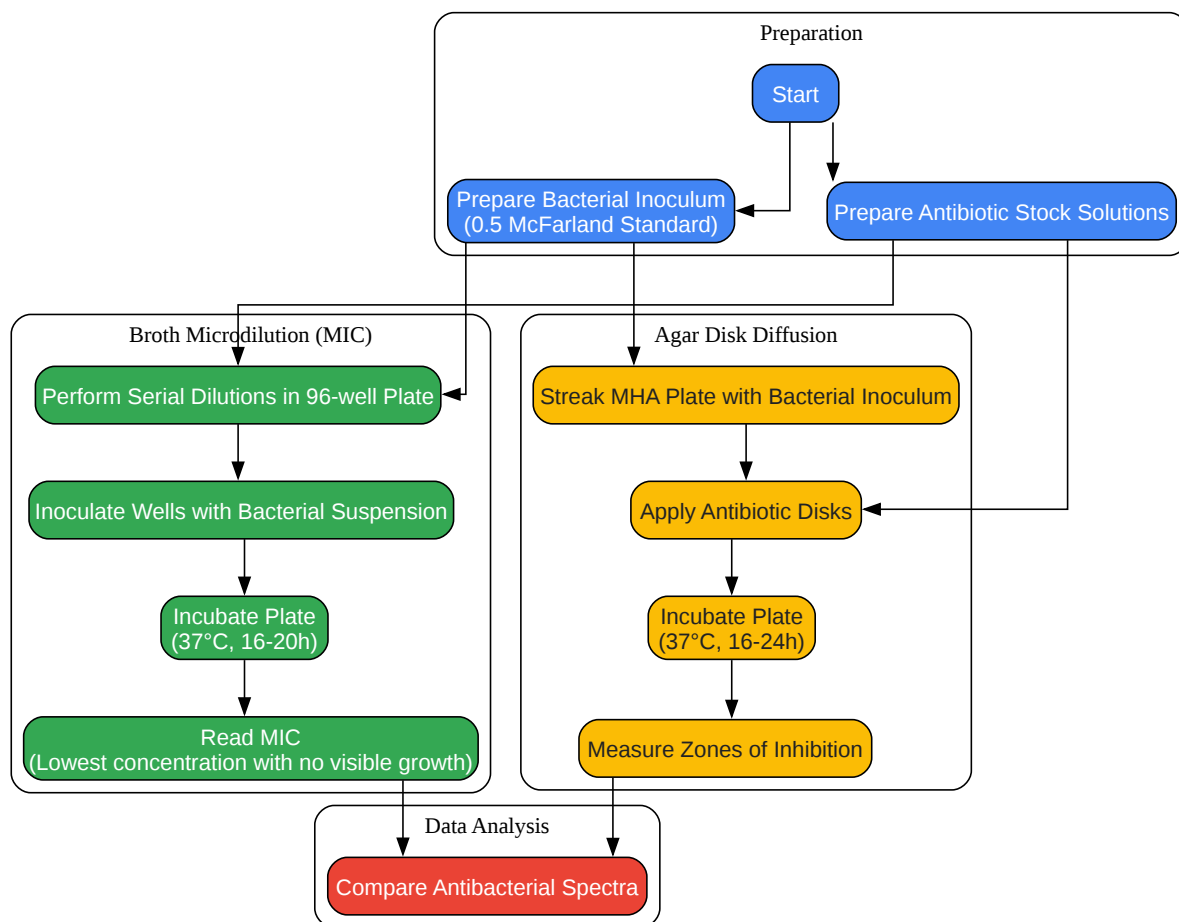 Preparation
Start
Prepare Bacterial Inoculum
(0.5 McFarland Standard)
Prepare Antibiotic Stock Solutions
Broth Microdilution (MIC)
Perform Serial Dilutions in 96-well Plate
Inoculate Wells with Bacterial Suspension
Incubate Plate
(37°C, 16-20h)
Read MIC
(Lowest concentration with no visible growth)
Agar Disk Diffusion
Streak MHA Plate with Bacterial Inoculum
Apply Antibiotic Disks
Incubate Plate
(37°C, 16-24h)
Measure Zones of Inhibition
Data Analysis
Compare Antibacterial Spectra